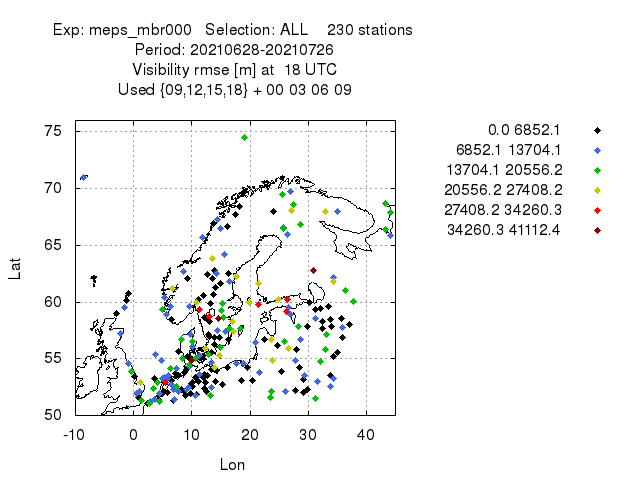 Exp: meps_mbr000 Selection: ALL 230 stations
Period: 20210628-20210726
Visibility rmse [m] at 18 UTC
Used {09,12,15,18} + 00 03 06 09
0.0 6852.1
6852.1 13704.1
13704.1 20556.2
20556.2 27408.2
27408.2 34260.3
34260.3 41112.4
75
70
65
60
55
50
Lat
-10 0 10 20 30 40
Lon